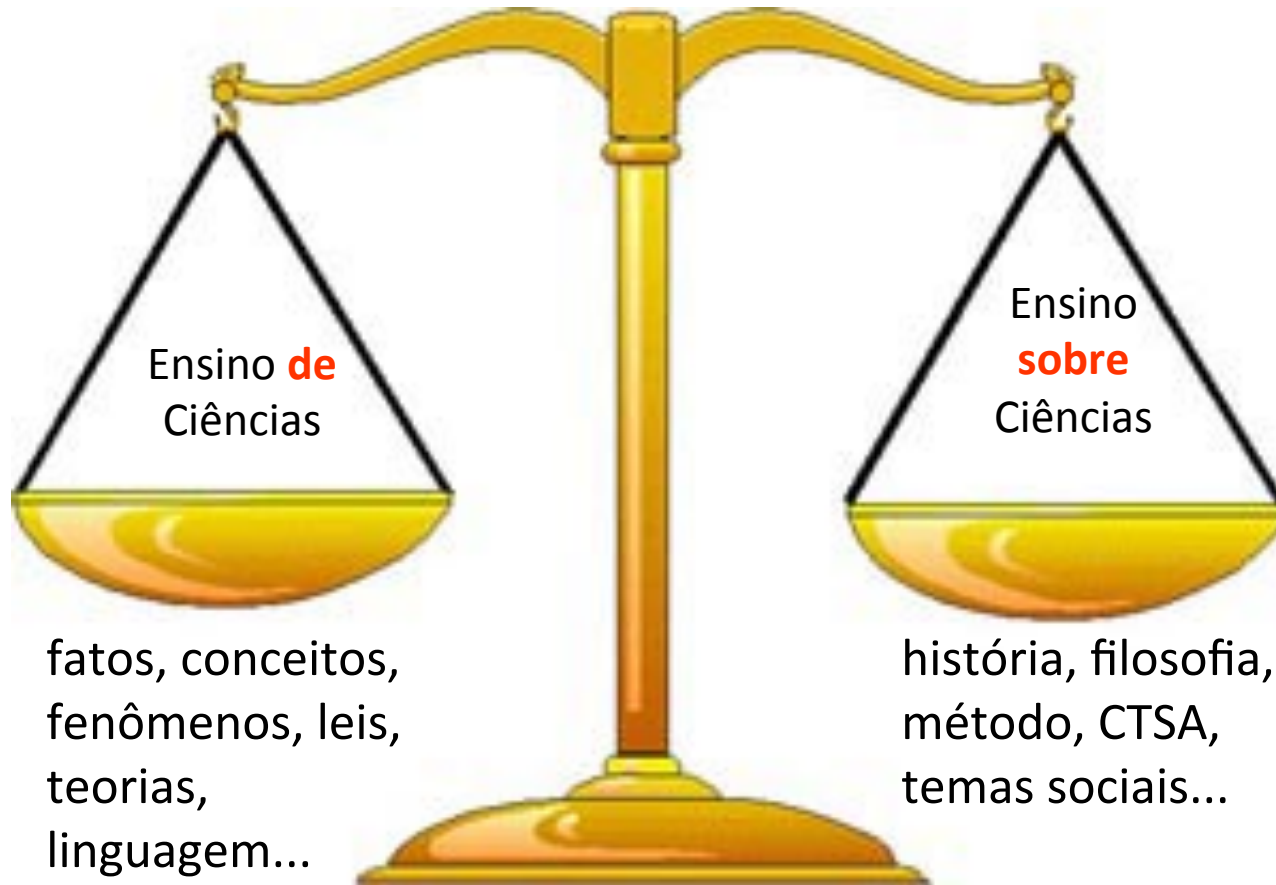 Ensino de
Ciências
fatos, conceitos,
fenômenos, leis,
teorias,
linguagem...
Ensino
sobre
Ciências
história, filosofia,
método, CTSA,
temas sociais...